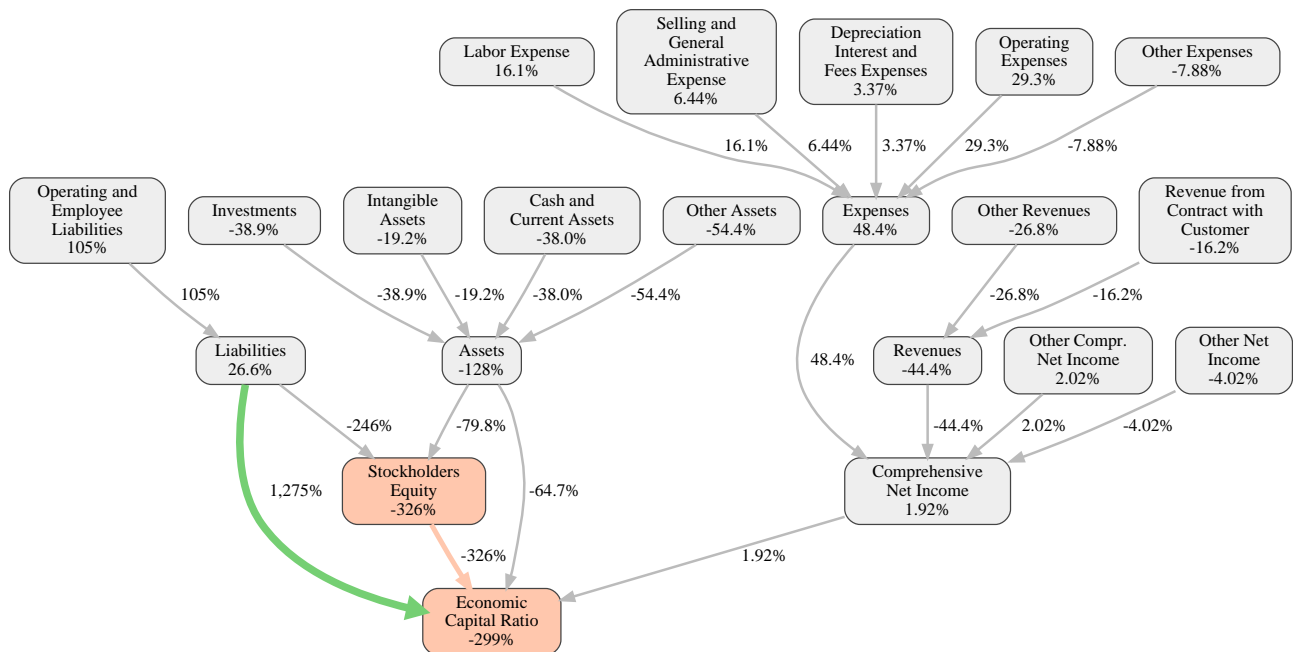 Labor Expense
16.1%
Selling and
General
Administrative
Expense
6.44%
Depreciation
Interest and
Fees Expenses
3.37%
Operating
Expenses
29.3%
Other Expenses
-7.88%
16.1%
6.44%
3.37%
29.3%
-7.88%
Operating and
Employee
Liabilities
105%
Investments
-38.9%
Intangible
Assets
-19.2%
Cash and
Current Assets
-38.0%
Other Assets
-54.4%
Expenses
48.4%
Other Revenues
-26.8%
Revenue from
Contract with
Customer
-16.2%
105%
-38.9%
-19.2%
-38.0%
-54.4%
-26.8%
-16.2%
Liabilities
26.6%
Assets
-128%
48.4%
Revenues
-44.4%
Other Compr.
Net Income
2.02%
Other Net
Income
-4.02%
-246%
-79.8%
-44.4%
2.02%
-4.02%
1,275%
Stockholders
Equity
-326%
-64.7%
Comprehensive
Net Income
1.92%
-326%
1.92%
Economic
Capital Ratio
-299%